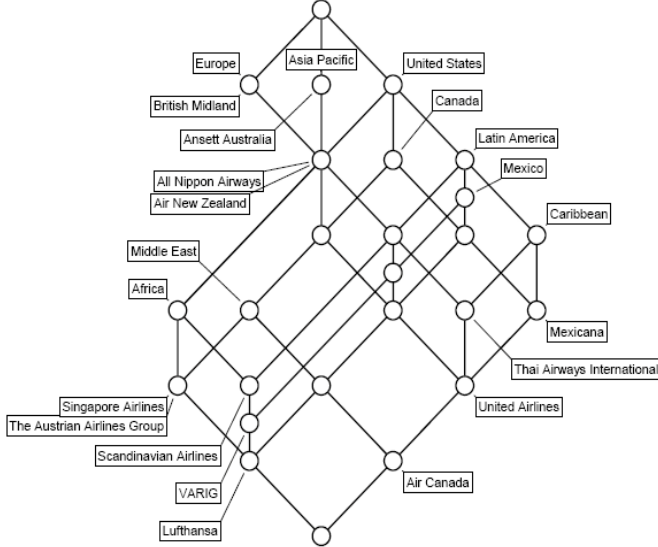 Europe
Asia Pacific
United States
British Midland
Canada
Ansett Australia
Latin America
Mexico
All Nippon Airways
Air New Zealand
Caribbean
Middle East
Africa
Mexicana
Thai Airways International
Singapore Airlines
United Airlines
The Austrian Airlines Group
Scandinavian Airlines
Air Canada
VARIG
Lufthansa